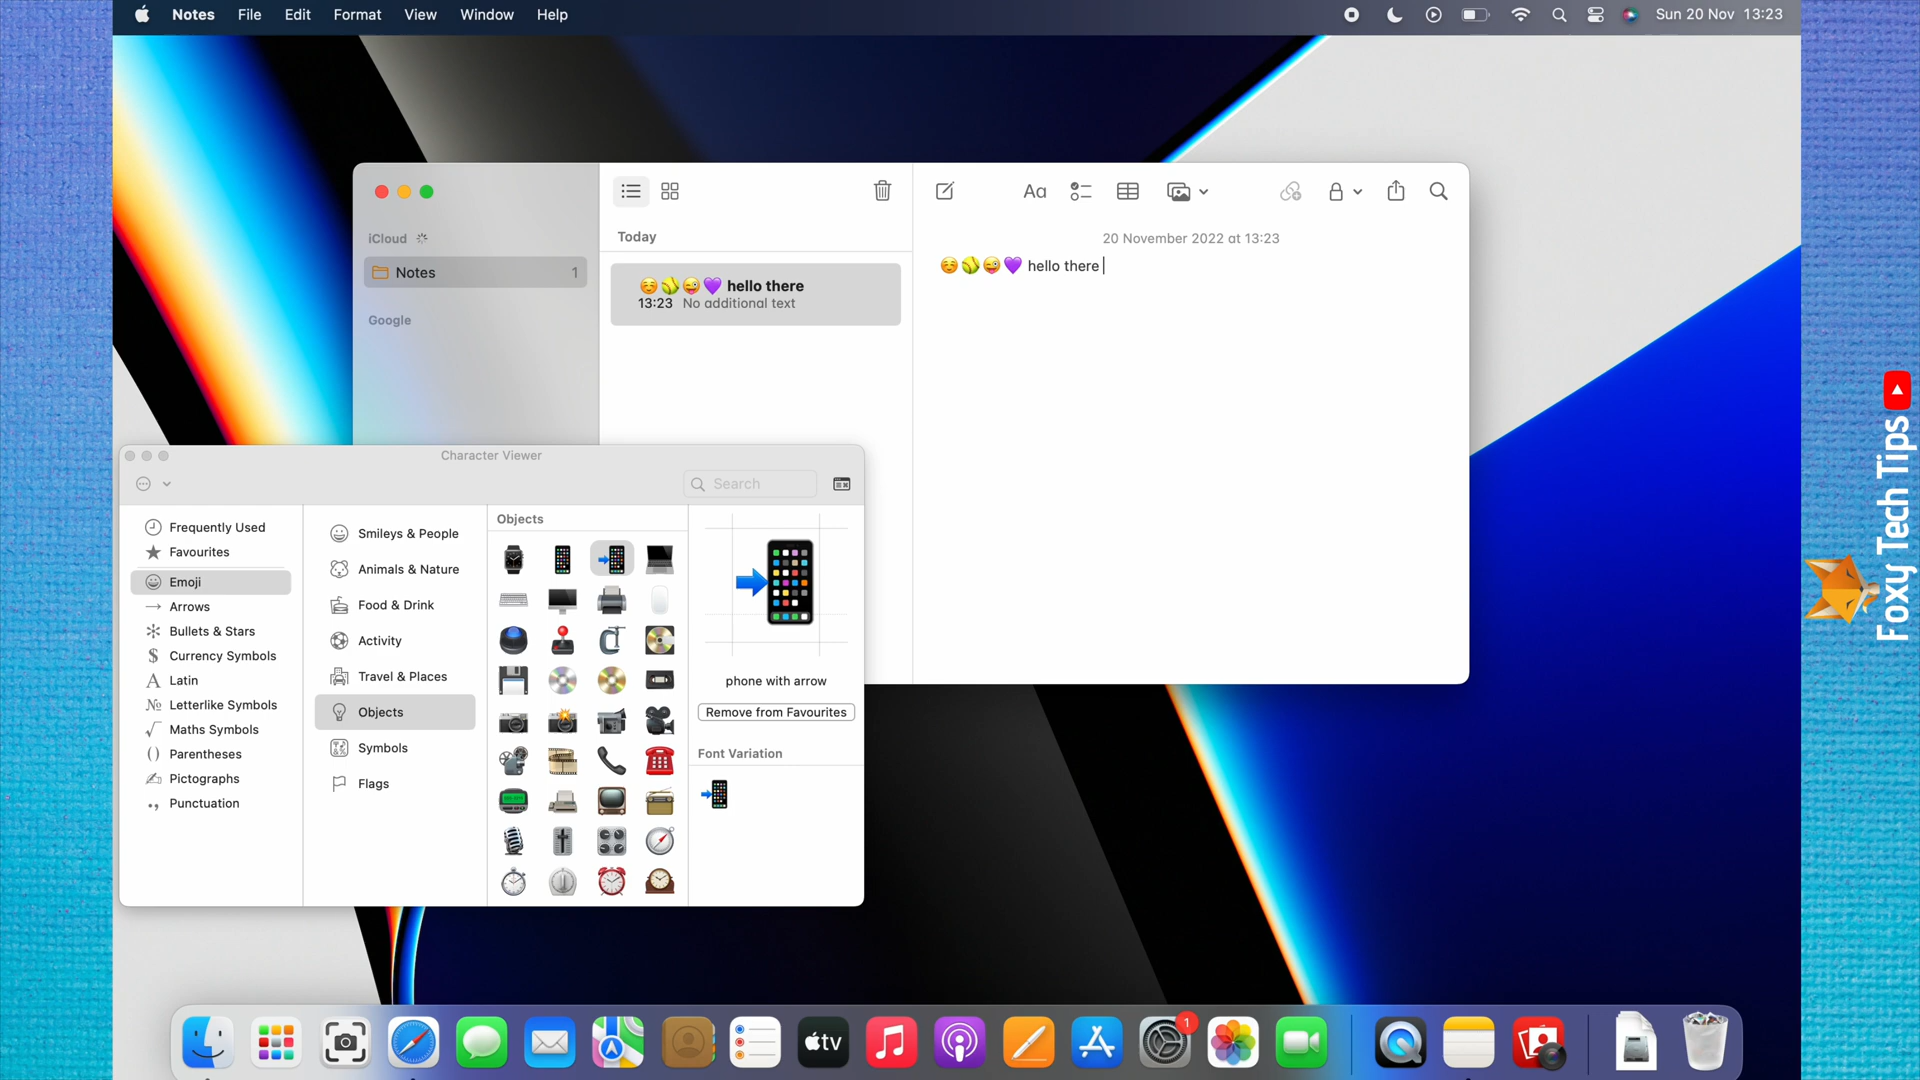 Notes File Edit Format View Window Help
Sun 20 Nov 13:23
iCloud
Notes 1
Google
Today
☺️🥎😜💜 hello there
13:23 No additional text
Aa
20 November 2022 at 13:23
☺️🥎😜💜 hello there
Character Viewer
Search
Frequently Used
Favourites
Emoji
Arrows
Bullets & Stars
$ Currency Symbols
A Latin
№ Letterlike Symbols
√ Maths Symbols
() Parentheses
Pictographs
., Punctuation
Smileys & People
Animals & Nature
Food & Drink
Activity
Travel & Places
Objects
Symbols
Flags
Objects
phone with arrow
Remove from Favourites
Font Variation
Foxy Tech Tips
tv
1